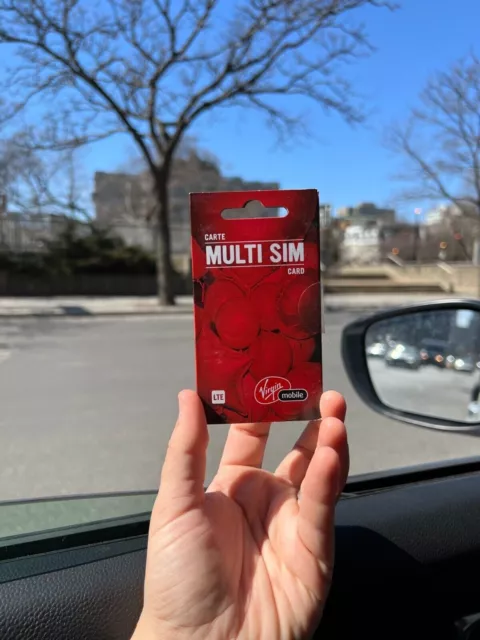 CARTE
MULTI SIM
CARD
LTE
Virgin
mobile